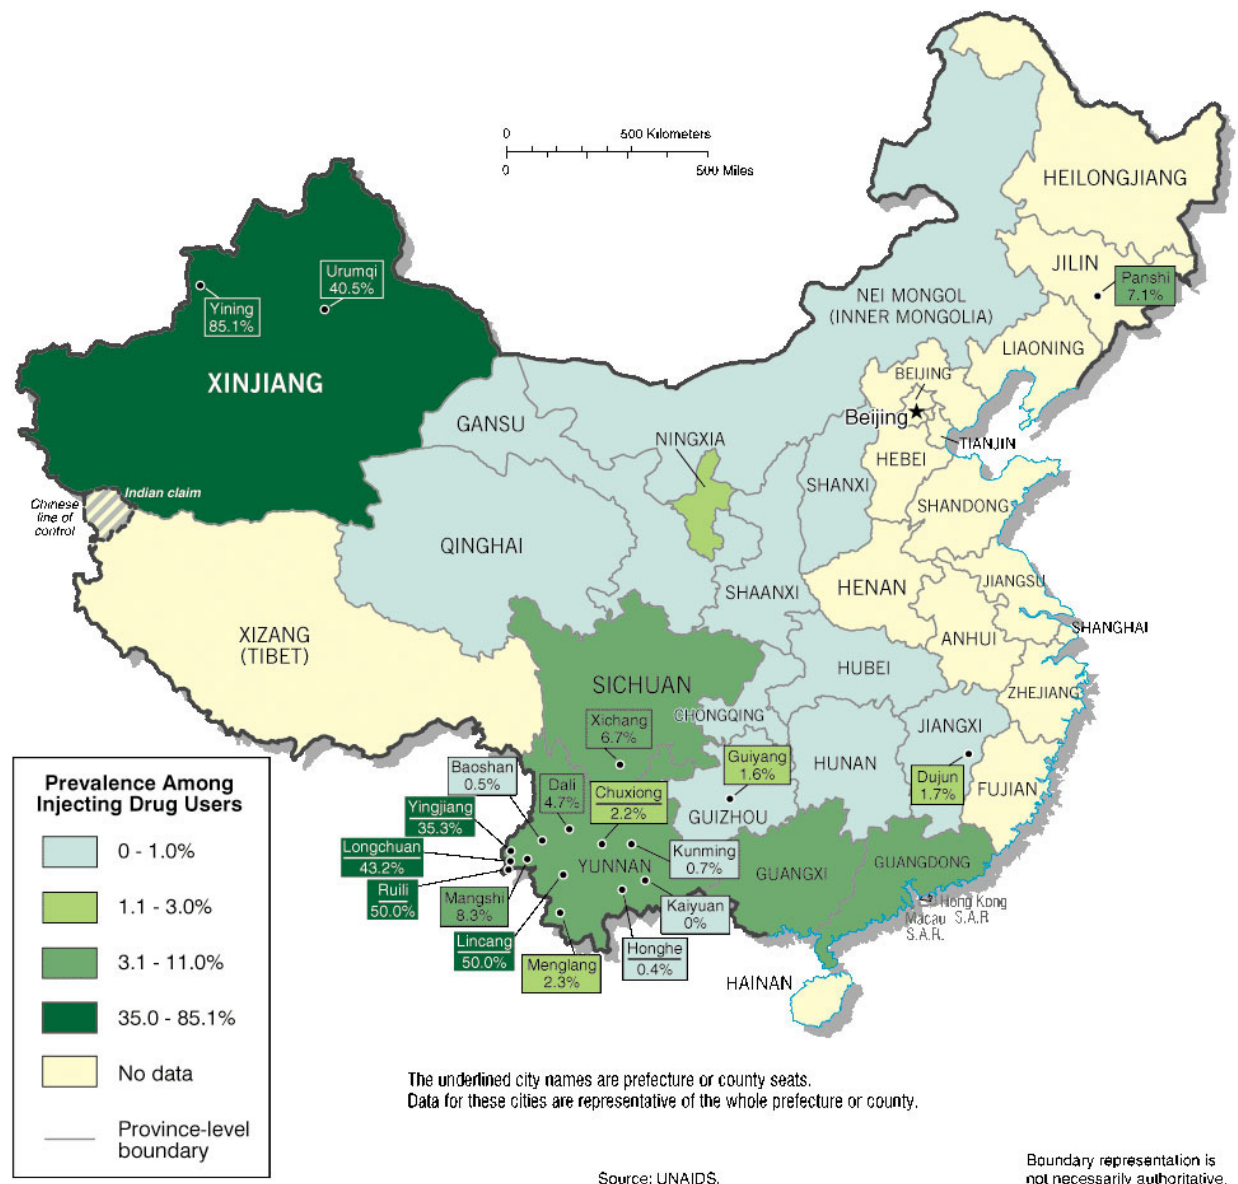 0 500 Kilometers
0 500 Miles
HEILONGJIANG
JILIN
Panshi
7.1%
Urumqi
40.5%
Yining
85.1%
NEI MONGOL
(INNER MONGOLIA)
LIAONING
BEIJING
XINJIANG
Beijing
GANSU
TIANJIN
NINGXIA
HEBEI
SHANXI
Indian claim
Chinese
line of
control
SHANDONG
QINGHAI
SHAANXI
HENAN
JIANGSU
XIZANG
(TIBET)
ANHUI
SHANGHAI
HUBEI
SICHUAN
ZHEJIANG
CHONGQING
JIANGXI
Xichang
6.7%
Guiyang
1.6%
HUNAN
Dujun
1.7%
FUJIAN
Baoshan
0.5%
Dali
4.7%
Chuxiong
2.2%
GUIZHOU
Yingjiang
35.3%
Longchuan
43.2%
Ruili
50.0%
YUNNAN
Kunming
0.7%
GUANGXI
GUANGDONG
Mangshi
8.3%
Kaiyuan
0%
Hong Kong
S.A.R
Macau
S.A.R.
Lincang
50.0%
Menglang
2.3%
Honghe
0.4%
HAINAN
Prevalence Among
Injecting Drug Users
0 - 1.0%
1.1 - 3.0%
3.1 - 11.0%
35.0 - 85.1%
No data
Province-level
boundary
The underlined city names are prefecture or county seats.
Data for these cities are representative of the whole prefecture or county.
Source: UNAIDS.
Boundary representation is
not necessarily authoritative.